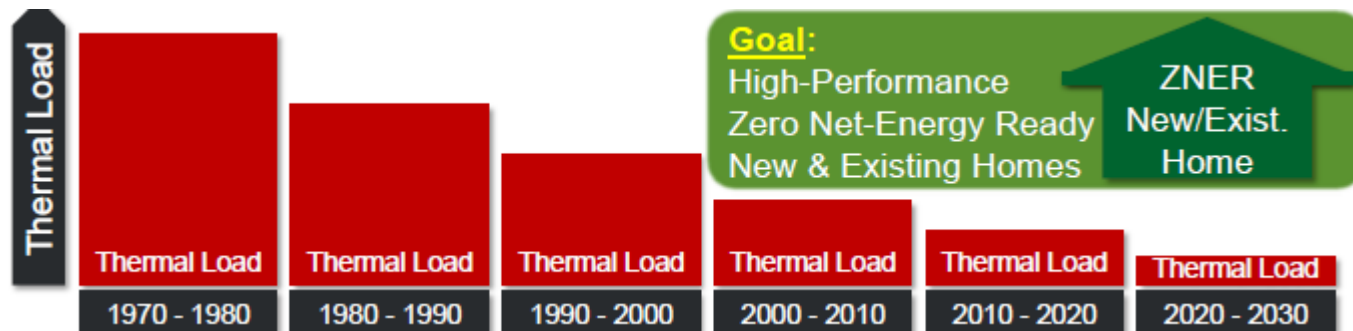 Thermal Load
Goal:
High-Performance
Zero Net-Energy Ready
New & Existing Homes
ZNER
New/Exist.
Home
Thermal Load
Thermal Load
Thermal Load
Thermal Load
Thermal Load
Thermal Load
1970 - 1980
1980 - 1990
1990 - 2000
2000 - 2010
2010 - 2020
2020 - 2030